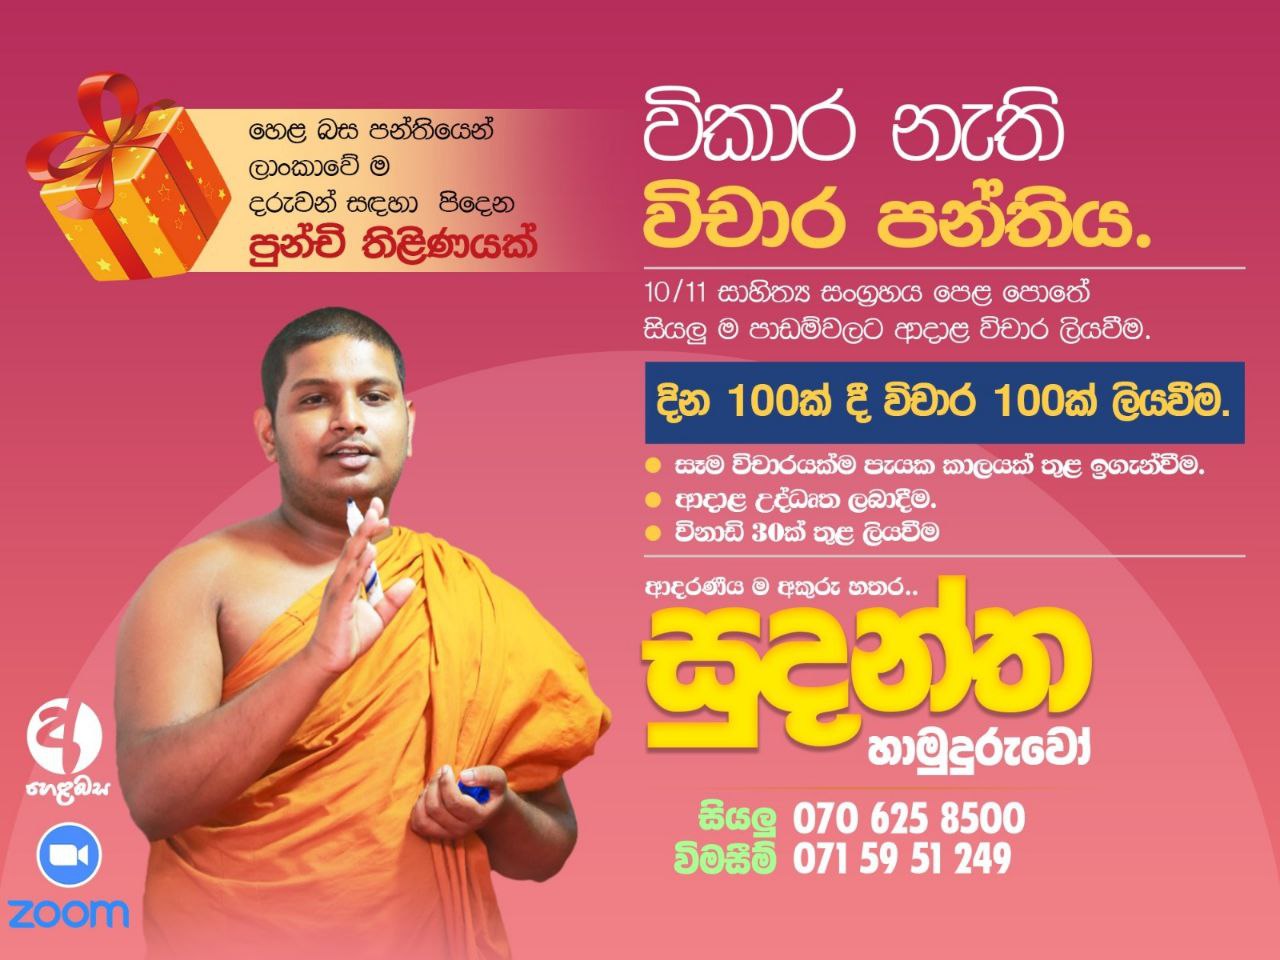 හෙළ බස පන්තියෙන්
ලාංකාවේ ම
දරුවන් සඳහා පිදෙන
පුන්චි තිළිණයක්
විකාර නැති
විචාර පන්තිය.
10/11 සාහිත්‍ය සංග්‍රහය පෙළ පොතේ
සියලු ම පාඩම්වලට ආදාළ විචාර ලියවීම.
දින 100ක් දී විචාර 100ක් ලියවීම.
සෑම විචාරයක්ම පැයක කාලයක් තුළ ඉගැන්වීම.
ආදාළ උද්ධෘත ලබාදීම.
විනාඩි 30ක් තුළ ලියවීම
ආදරණීය ම අකුරු හතර..
සුදන්ත
හාමුදුරුවෝ
සියලු 070 625 8500
විමසීම් 071 59 51 249
අ
හෙළබස
zoom